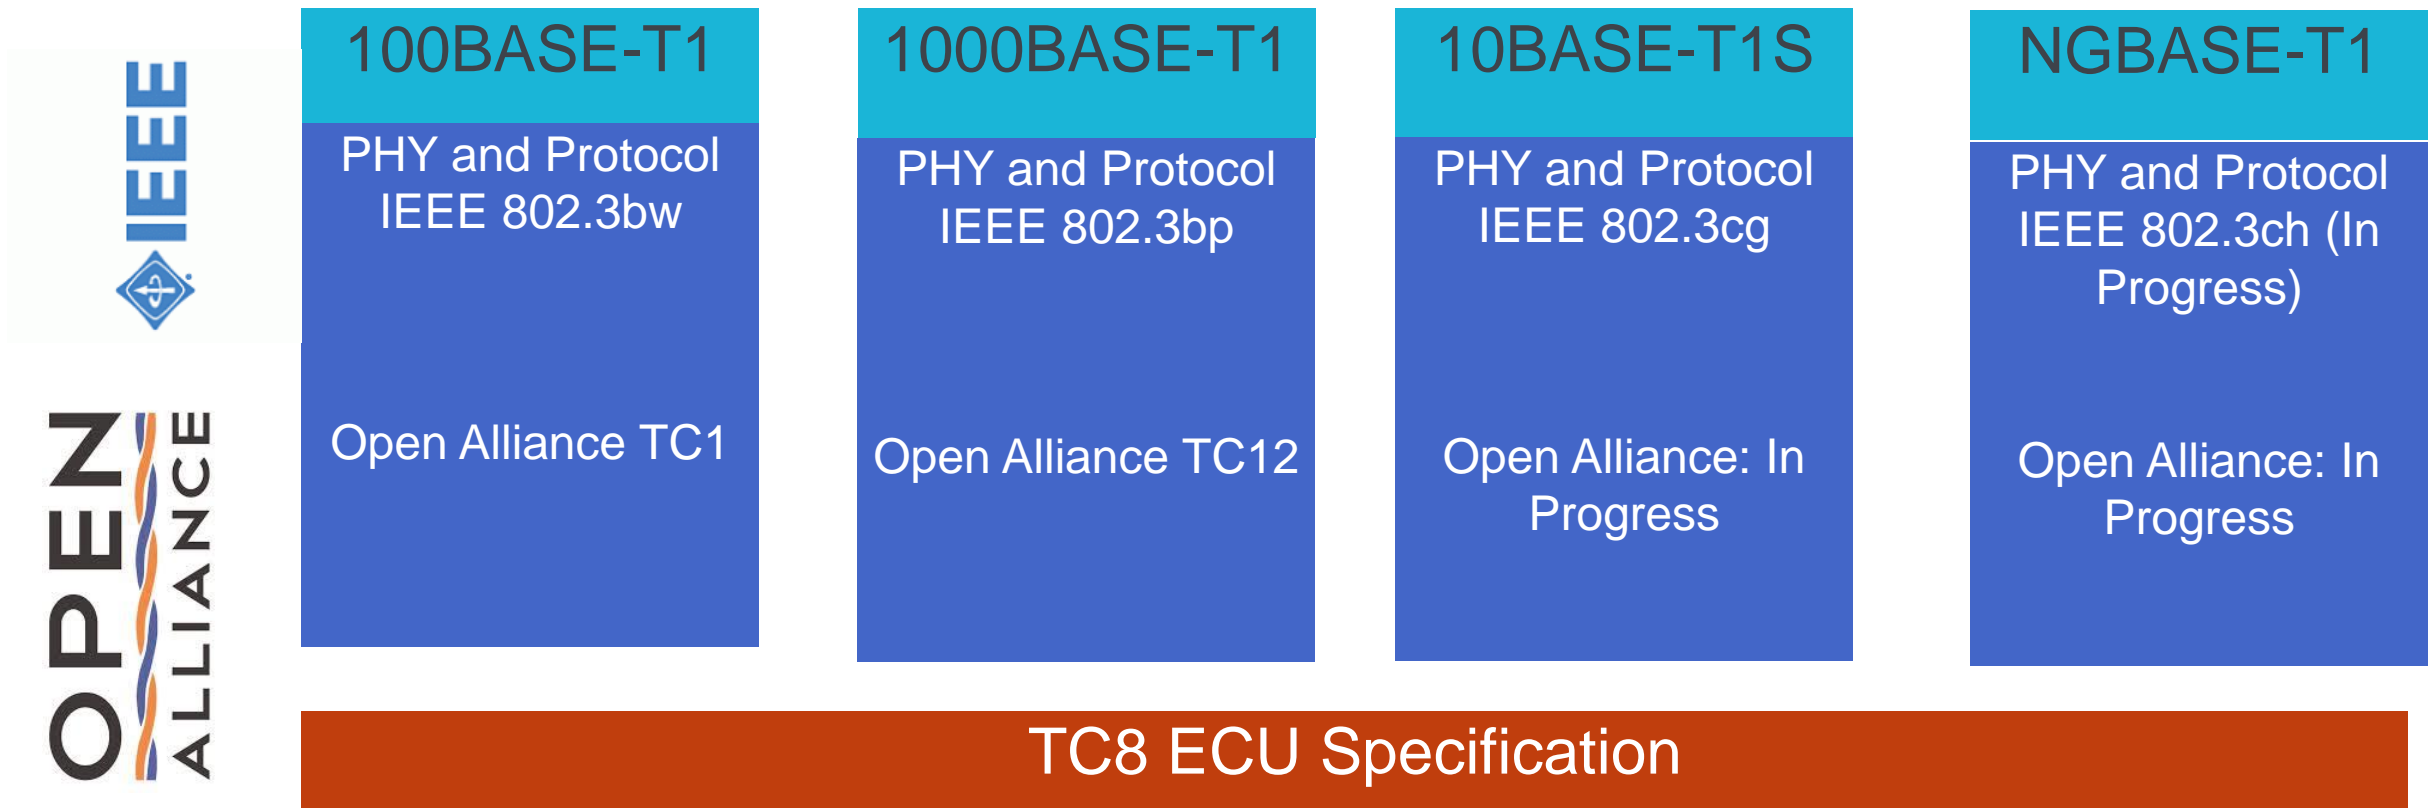 IEEE
OPEN
ALLIANCE
100BASE-T1
PHY and Protocol
IEEE 802.3bw
Open Alliance TC1
1000BASE-T1
PHY and Protocol
IEEE 802.3bp
Open Alliance TC12
10BASE-T1S
PHY and Protocol
IEEE 802.3cg
Open Alliance: In
Progress
NGBASE-T1
PHY and Protocol
IEEE 802.3ch (In
Progress)
Open Alliance: In
Progress
TC8 ECU Specification